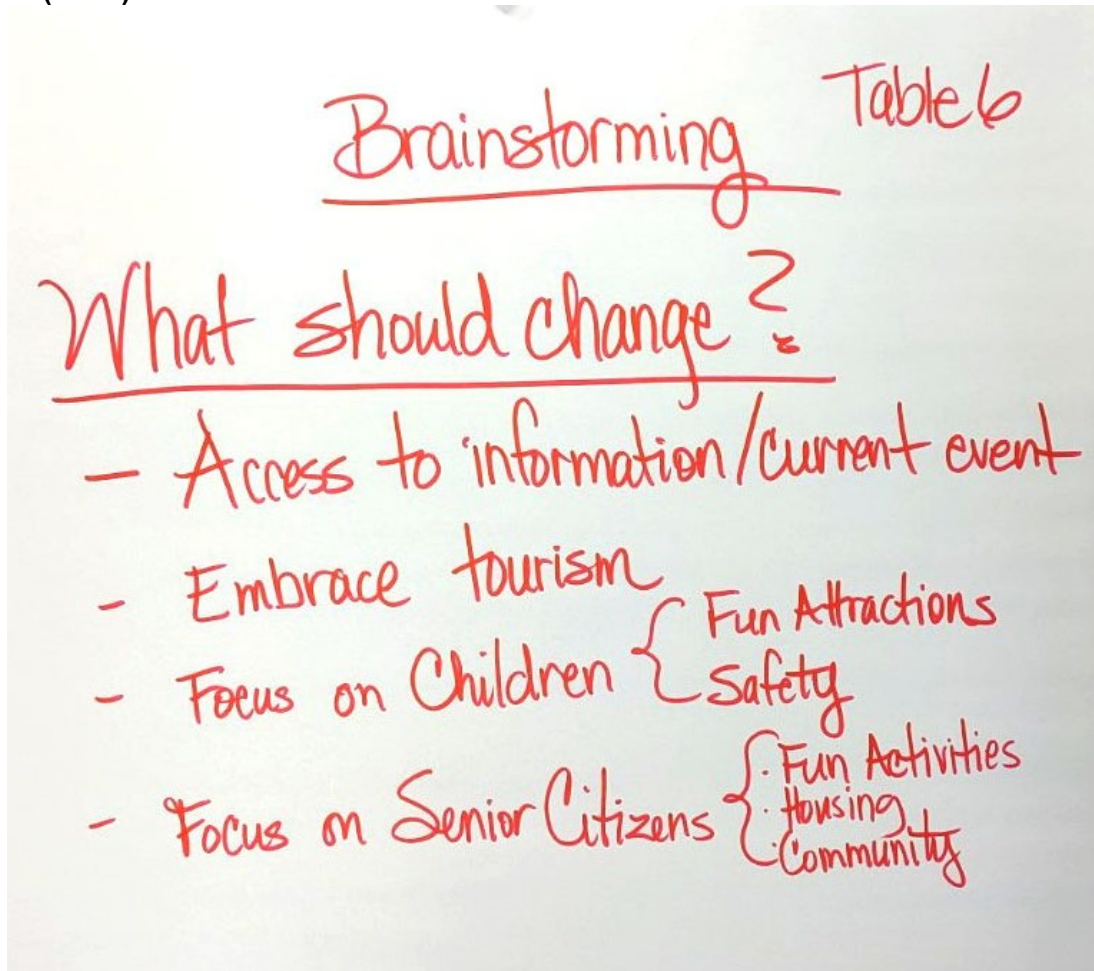 Brainstorming
Table 6
What should change?
- Access to information/current event
- Embrace tourism
- Focus on Children { Fun Attractions
Safety
- Focus on Senior Citizens { · Fun Activities
· Housing
· Community